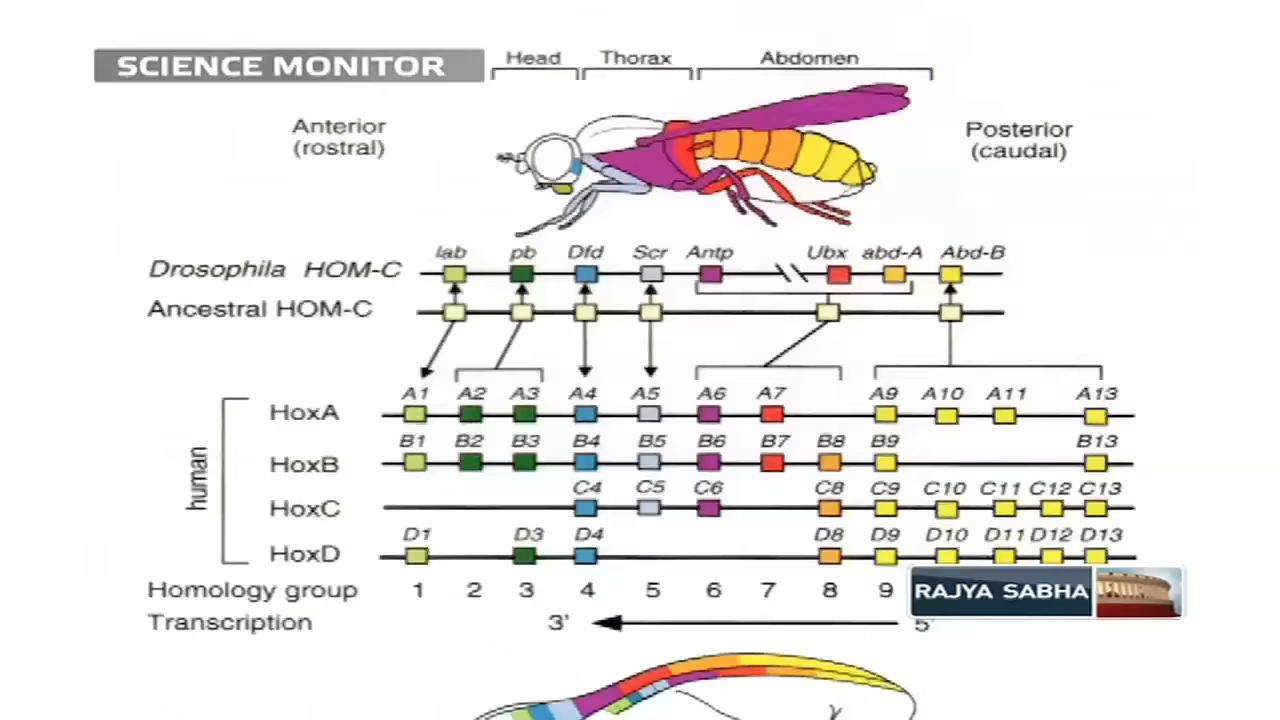 SCIENCE MONITOR
Head Thorax Abdomen
Anterior
(rostral)
Posterior
(caudal)
lab pb Dfd Scr Antp Ubx abd-A Abd-B
Drosophila HOM-C
Ancestral HOM-C
A1 A2 A3 A4 A5 A6 A7 A9 A10 A11 A13
HoxA
B1 B2 B3 B4 B5 B6 B7 B8 B9 B13
HoxB
C4 C5 C6 C8 C9 C10 C11 C12 C13
HoxC
D1 D3 D4 D8 D9 D10 D11 D12 D13
HoxD
human
Homology group 1 2 3 4 5 6 7 8 9
RAJYA SABHA
Transcription 3' 5'